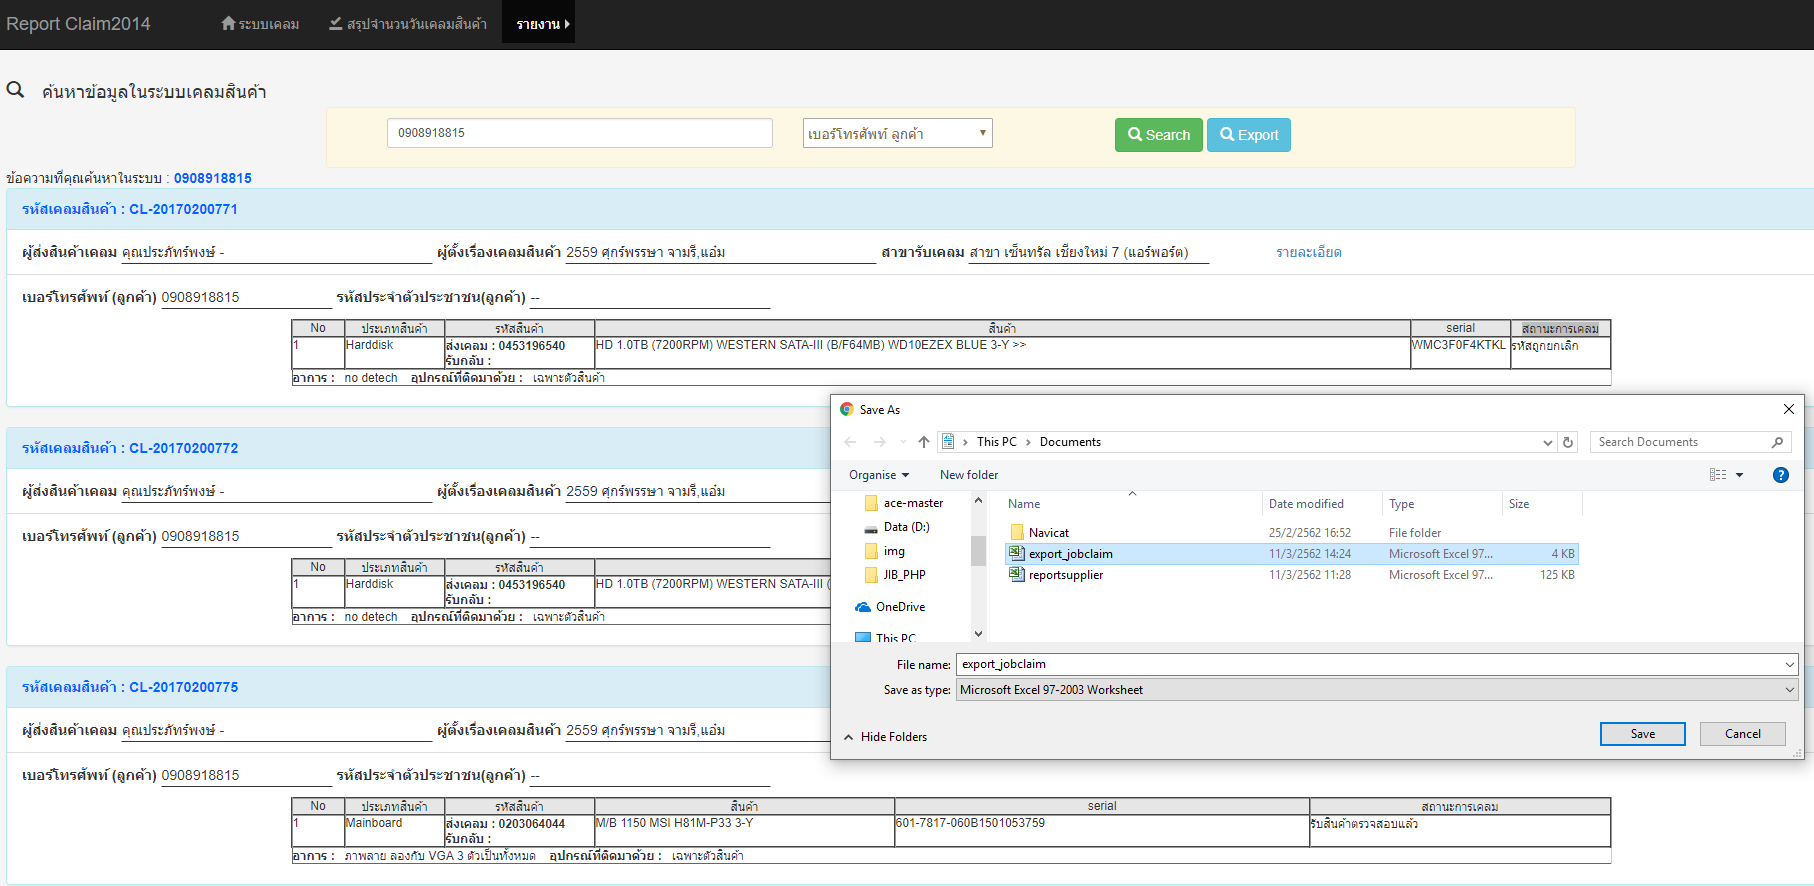 Report Claim2014 ระบบเคลม สรุปจำนวนวันเคลมสินค้า รายงาน
ค้นหาข้อมูลในระบบเคลมสินค้า
0908918815 เบอร์โทรศัพท์ ลูกค้า Search Export
ข้อความที่คุณค้นหาในระบบ : 0908918815
รหัสเคลมสินค้า : CL-20170200771
ผู้ส่งสินค้าเคลม คุณประภัทร์พงษ์ - ผู้ตั้งเรื่องเคลมสินค้า 2559 ศุกร์พรรษา จามรี,แอ๋ม สาขารับเคลม สาขา เซ็นทรัล เชียงใหม่ 7 (แอร์พอร์ต) รายละเอียด
เบอร์โทรศัพท์ (ลูกค้า) 0908918815 รหัสประจำตัวประชาชน(ลูกค้า) --
No ประเภทสินค้า รหัสสินค้า สินค้า serial สถานะการเคลม
1 Harddisk ส่งเคลม : 0453196540 HD 1.0TB (7200RPM) WESTERN SATA-III (B/F64MB) WD10EZEX BLUE 3-Y >> WMC3F0F4KTKL รหัสถูกยกเลิก
รับกลับ :
อาการ : no detech อุปกรณ์ที่ติดมาด้วย : เฉพาะตัวสินค้า
รหัสเคลมสินค้า : CL-20170200772
ผู้ส่งสินค้าเคลม คุณประภัทร์พงษ์ - ผู้ตั้งเรื่องเคลมสินค้า 2559 ศุกร์พรรษา จามรี,แอ๋ม
เบอร์โทรศัพท์ (ลูกค้า) 0908918815 รหัสประจำตัวประชาชน(ลูกค้า) --
No ประเภทสินค้า รหัสสินค้า
1 Harddisk ส่งเคลม : 0453196540 HD 1.0TB (7200RPM) WESTERN SATA-III (
รับกลับ :
อาการ : no detech อุปกรณ์ที่ติดมาด้วย : เฉพาะตัวสินค้า
รหัสเคลมสินค้า : CL-20170200775
ผู้ส่งสินค้าเคลม คุณประภัทร์พงษ์ - ผู้ตั้งเรื่องเคลมสินค้า 2559 ศุกร์พรรษา จามรี,แอ๋ม
เบอร์โทรศัพท์ (ลูกค้า) 0908918815 รหัสประจำตัวประชาชน(ลูกค้า) --
No ประเภทสินค้า รหัสสินค้า สินค้า serial สถานะการเคลม
1 Mainboard ส่งเคลม : 0203064044 M/B 1150 MSI H81M-P33 3-Y 601-7817-060B1501053759 รับสินค้าตรวจสอบแล้ว
รับกลับ :
อาการ : ภาพลาย ลองกับ VGA 3 ตัวเป็นทั้งหมด อุปกรณ์ที่ติดมาด้วย : เฉพาะตัวสินค้า
Save As
This PC Documents Search Documents
Organise New folder
ace-master
Data (D:)
img
JIB_PHP
OneDrive
This PC
Name Date modified Type Size
Navicat 25/2/2562 16:52 File folder
export_jobclaim 11/3/2562 14:24 Microsoft Excel 97... 4 KB
reportsupplier 11/3/2562 11:28 Microsoft Excel 97... 125 KB
File name: export_jobclaim
Save as type: Microsoft Excel 97-2003 Worksheet
Hide Folders Save Cancel